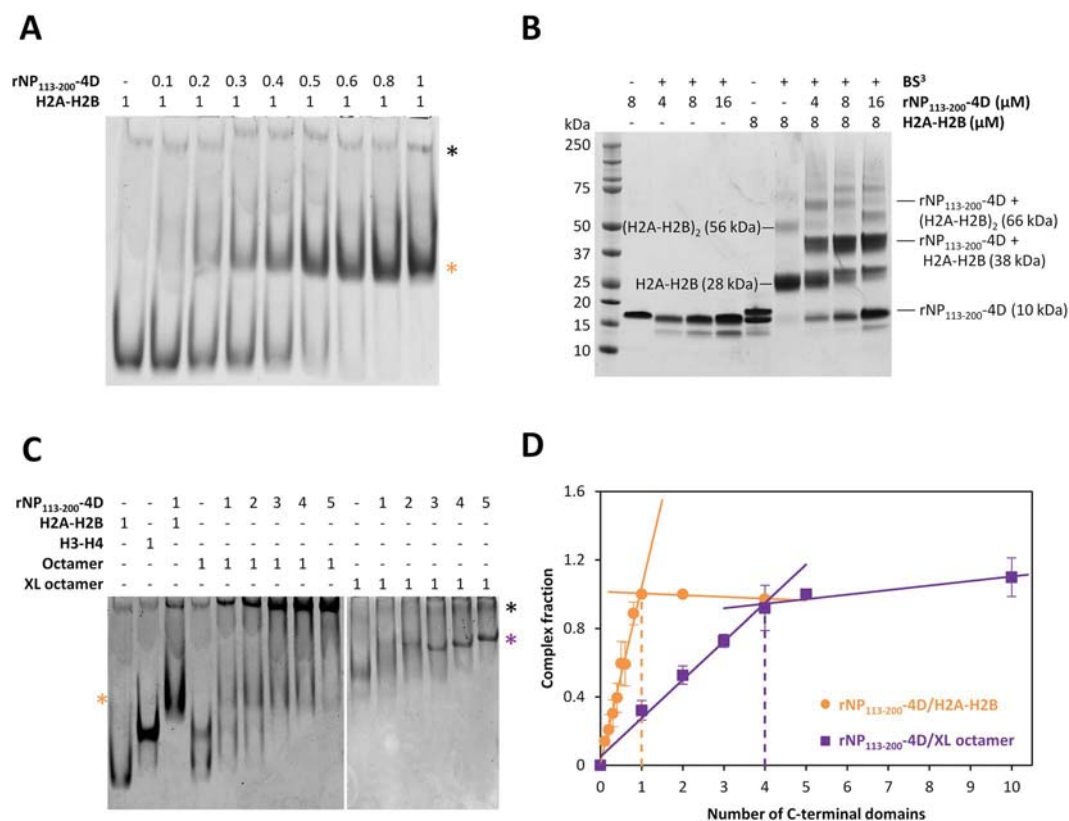 A
rNP113-200-4D - 0.1 0.2 0.3 0.4 0.5 0.6 0.8 1
H2A-H2B 1 1 1 1 1 1 1 1 1
*
*
B
BS3 - + + + - + + + +
rNP113-200-4D (µM) 8 4 8 16 - - 4 8 16
H2A-H2B (µM) - - - - 8 8 8 8 8
kDa
250
75
50
37
25
20
15
10
(H2A-H2B)2 (56 kDa)
H2A-H2B (28 kDa)
rNP113-200-4D +
(H2A-H2B)2 (66 kDa)
rNP113-200-4D +
H2A-H2B (38 kDa)
rNP113-200-4D (10 kDa)
C
rNP113-200-4D - - 1 - 1 2 3 4 5 - 1 2 3 4 5
H2A-H2B 1 - 1 - - - - - - - - - - - -
H3-H4 - 1 - - - - - - - - - - - - -
Octamer - - - 1 1 1 1 1 1 - - - - - -
XL octamer - - - - - - - - - 1 1 1 1 1 1
*
*
*
D
Complex fraction
1.6
1.2
0.8
0.4
0
rNP113-200-4D/H2A-H2B
rNP113-200-4D/XL octamer
0 1 2 3 4 5 6 7 8 9 10
Number of C-terminal domains